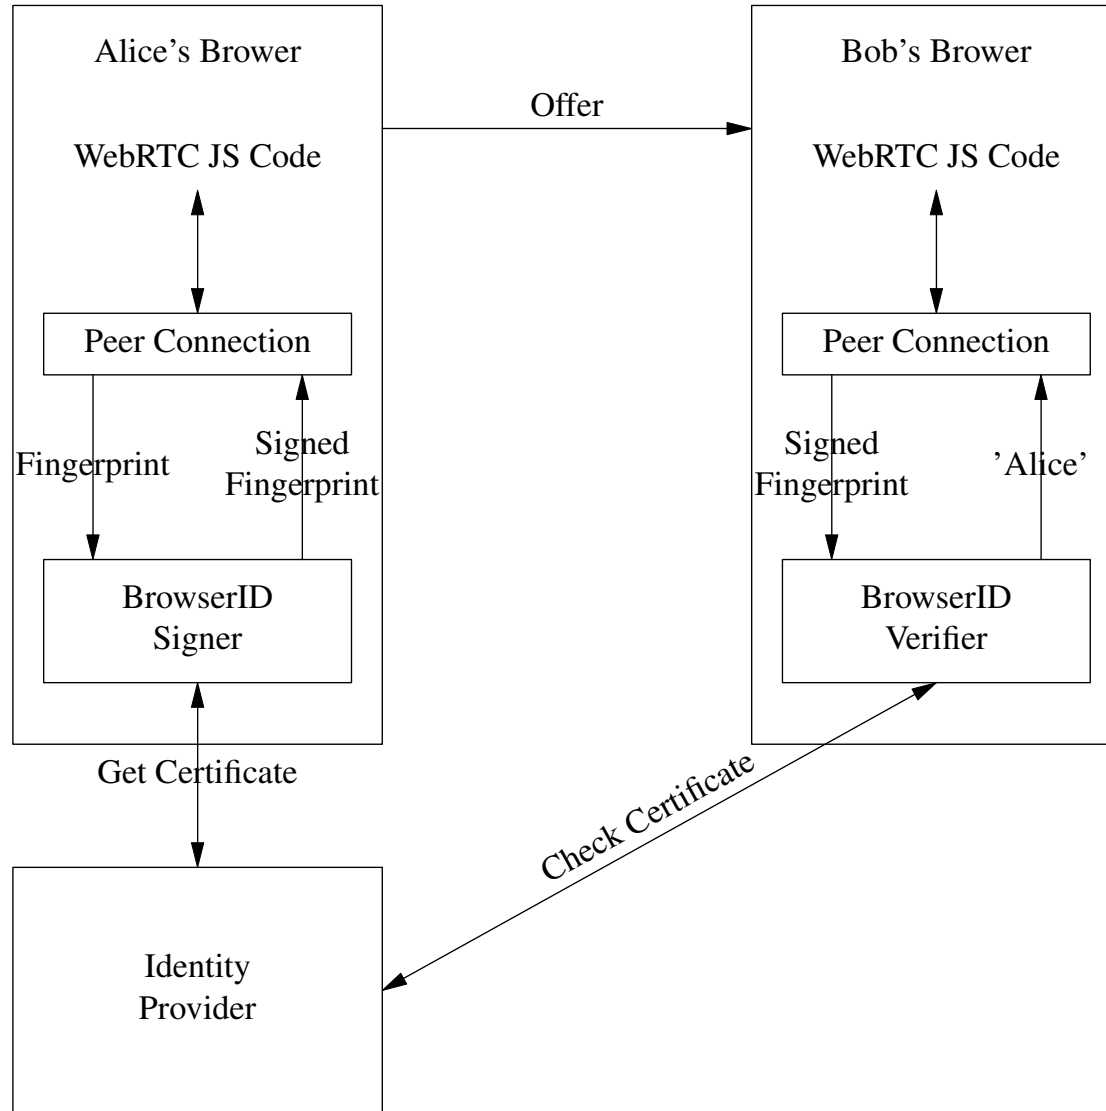 Alice's Brower
Bob's Brower
Offer
WebRTC JS Code
WebRTC JS Code
Peer Connection
Peer Connection
Fingerprint
Signed
Fingerprint
Signed
Fingerprint
'Alice'
BrowserID
Signer
BrowserID
Verifier
Get Certificate
Check Certificate
Identity
Provider